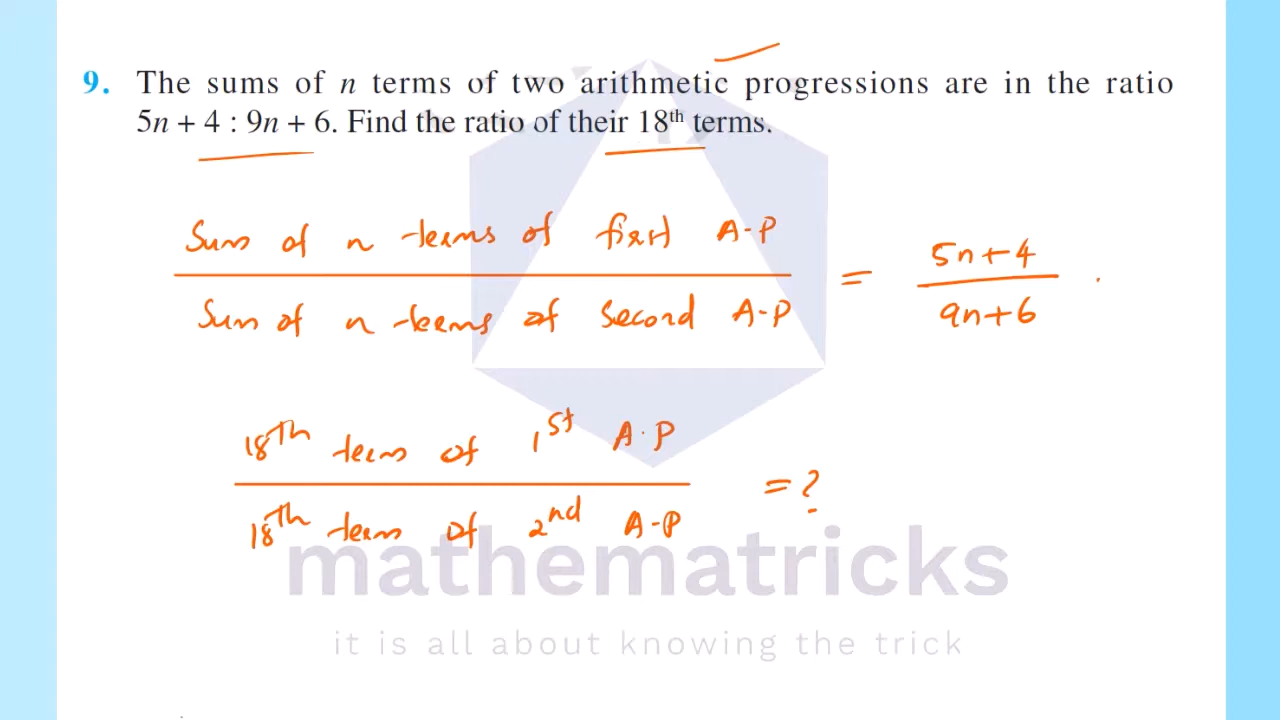 9. The sums of n terms of two arithmetic progressions are in the ratio
5n + 4 : 9n + 6. Find the ratio of their 18th terms.
Sum of n terms of first A-P
Sum of n terms of second A-P
= 5n+4
9n+6
18Th term of 1st A.P
18Th term of 2nd A-P
= ?
mathematricks
it is all about knowing the trick